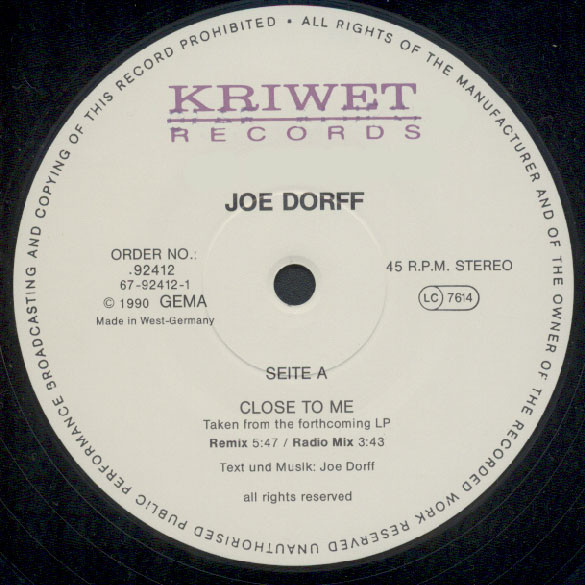 ALL RIGHTS OF THE MANUFACTURER AND OF THE OWNER OF THE RECORDED WORK RESERVED UNAUTHORISED PUBLIC PERFORMANCE BROADCASTING AND COPYING OF THIS RECORD PROHIBITED •
KRIWET
RECORDS
JOE DORFF
ORDER NO.:
.92412
67-92412-1
© 1990 GEMA
Made in West-Germany
45 R.P.M. STEREO
LC 7614
SEITE A
CLOSE TO ME
Taken from the forthcoming LP
Remix 5:47 / Radio Mix 3:43
Text und Musik: Joe Dorff
all rights reserved